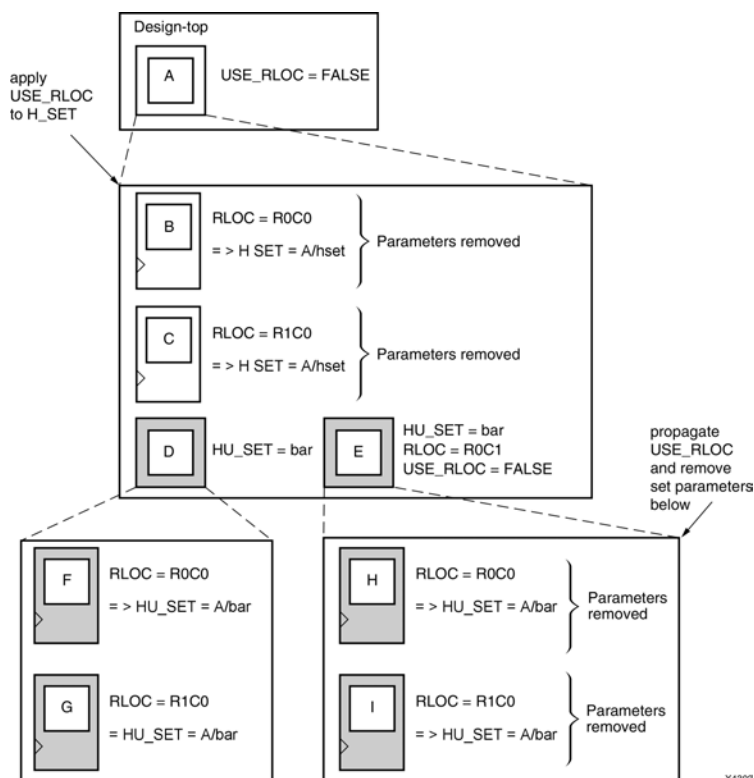 Design-top
A
USE_RLOC = FALSE
apply
USE_RLOC
to H_SET
B
RLOC = R0C0
= > H SET = A/hset
Parameters removed
C
RLOC = R1C0
= > H SET = A/hset
Parameters removed
D
HU_SET = bar
E
HU_SET = bar
RLOC = R0C1
USE_RLOC = FALSE
propagate
USE_RLOC
and remove
set parameters
below
F
RLOC = R0C0
= > HU_SET = A/bar
G
RLOC = R1C0
= HU_SET = A/bar
H
RLOC = R0C0
= > HU_SET = A/bar
Parameters
removed
I
RLOC = R1C0
= > HU_SET = A/bar
Parameters
removed